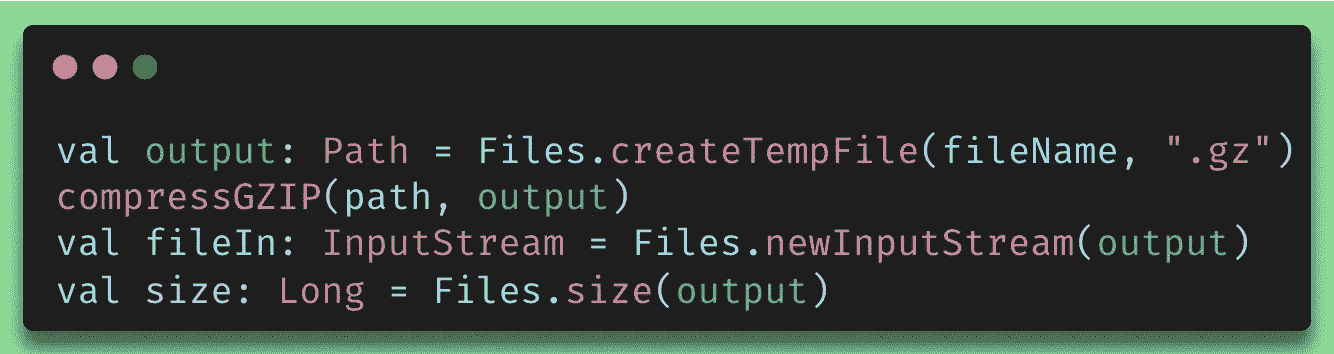 val output: Path = Files.createTempFile(fileName, ".gz")
compressGZIP(path, output)
val fileIn: InputStream = Files.newInputStream(output)
val size: Long = Files.size(output)